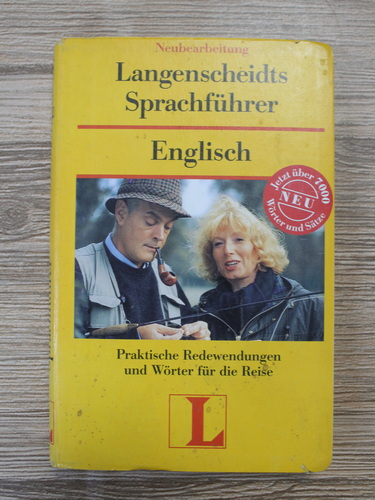 Neubearbeitung
Langenscheidts
Sprachführer
Englisch
Jetzt über 7000
NEU
Wörter und Sätze
Praktische Redewendungen
und Wörter für die Reise
L